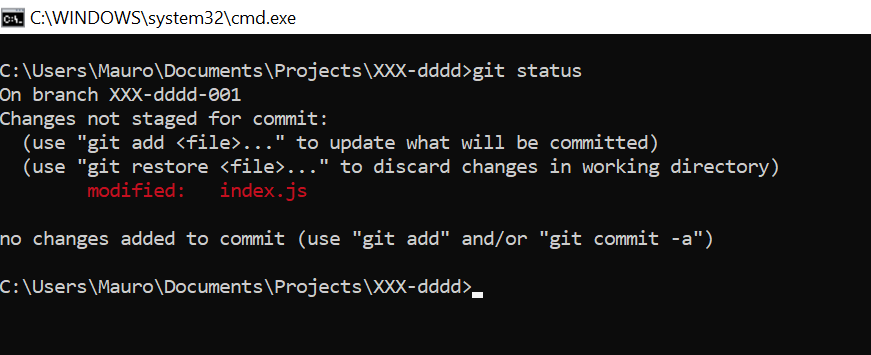 C:\WINDOWS\system32\cmd.exe
C:\Users\Mauro\Documents\Projects\XXX-dddd>git status
On branch XXX-dddd-001
Changes not staged for commit:
  (use "git add <file>..." to update what will be committed)
  (use "git restore <file>..." to discard changes in working directory)
        modified:   index.js
no changes added to commit (use "git add" and/or "git commit -a")
C:\Users\Mauro\Documents\Projects\XXX-dddd>